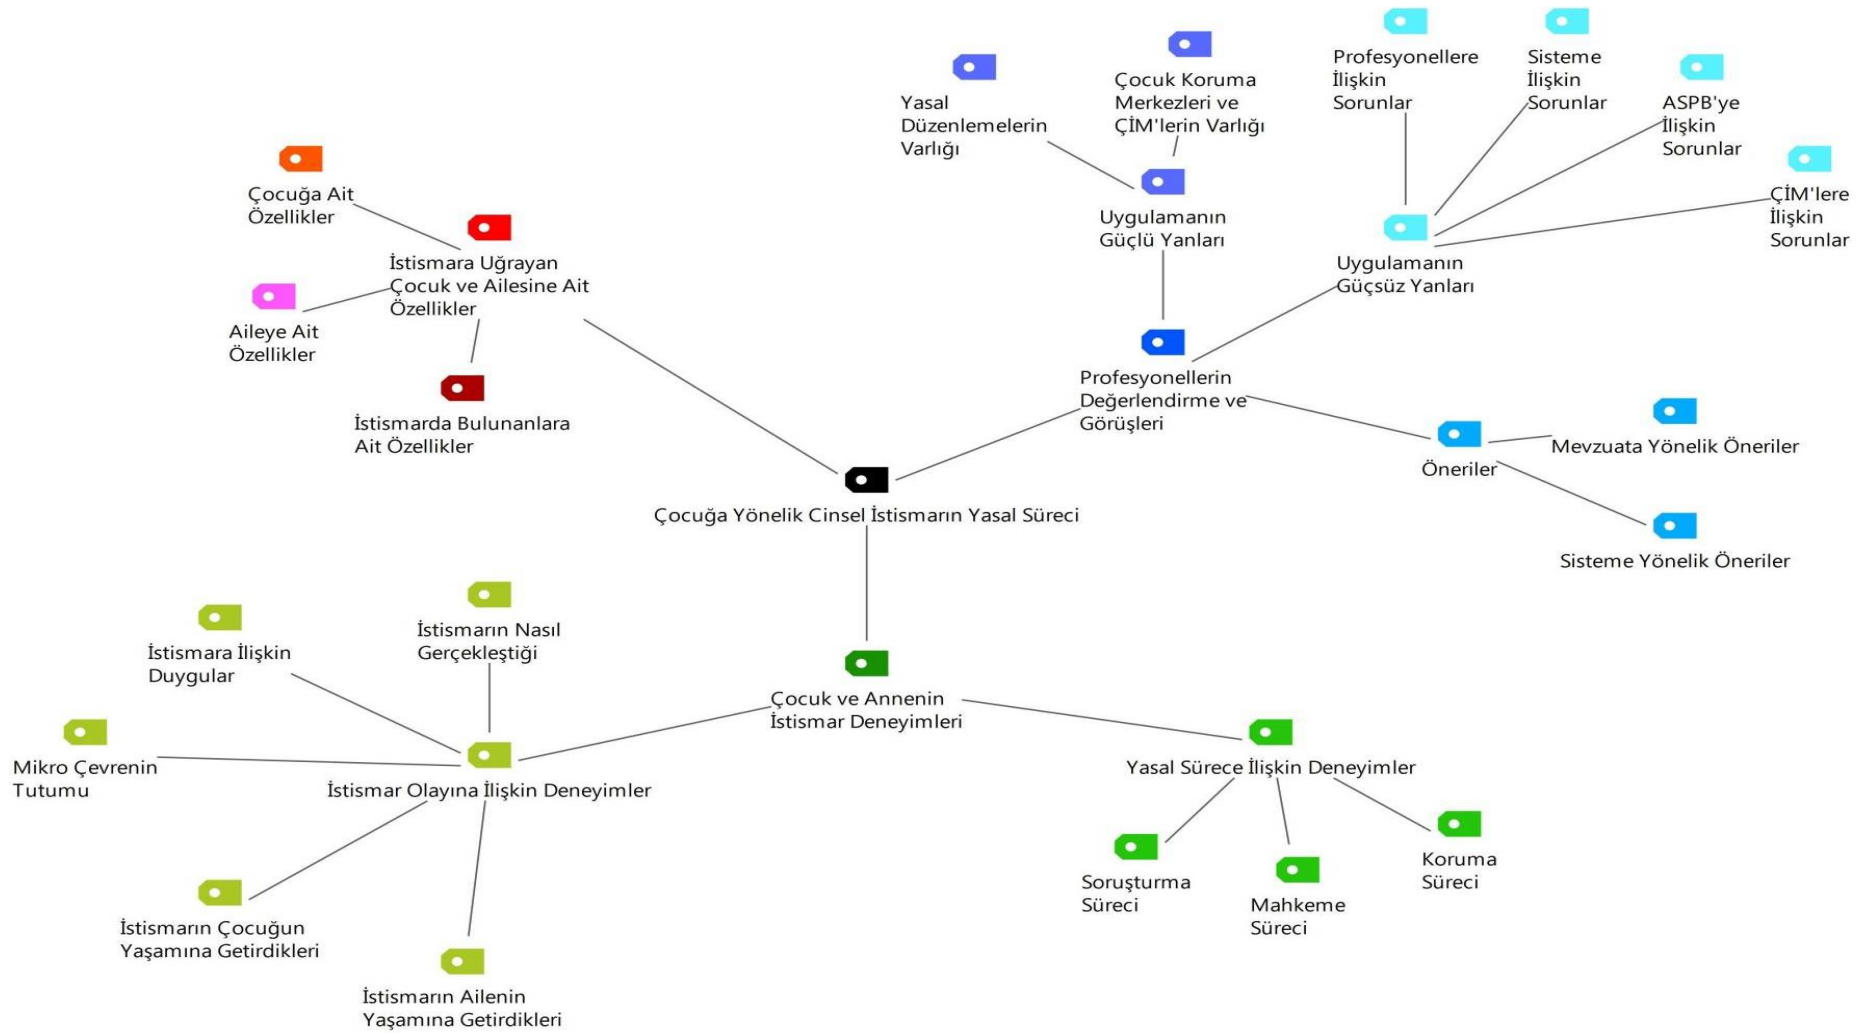 Profesyonellere
İlişkin
Sorunlar
Sisteme
İlişkin
Sorunlar
Yasal
Düzenlemelerin
Varlığı
Çocuk Koruma
Merkezleri ve
ÇİM'lerin Varlığı
ASPB'ye
İlişkin
Sorunlar
ÇİM'lere
İlişkin
Sorunlar
Çocuğa Ait
Özellikler
İstismara Uğrayan
Çocuk ve Ailesine Ait
Özellikler
Uygulamanın
Güçlü Yanları
Uygulamanın
Güçsüz Yanları
Aileye Ait
Özellikler
İstismarda Bulunanlara
Ait Özellikler
Profesyonellerin
Değerlendirme ve
Görüşleri
Öneriler
Mevzuata Yönelik Öneriler
Sisteme Yönelik Öneriler
Çocuğa Yönelik Cinsel İstismarın Yasal Süreci
İstismarın Nasıl
Gerçekleştiği
İstismara İlişkin
Duygular
Çocuk ve Annenin
İstismar Deneyimleri
Mikro Çevrenin
Tutumu
İstismar Olayına İlişkin Deneyimler
Yasal Sürece İlişkin Deneyimler
Soruşturma
Süreci
Mahkeme
Süreci
Koruma
Süreci
İstismarın Çocuğun
Yaşamına Getirdikleri
İstismarın Ailenin
Yaşamına Getirdikleri